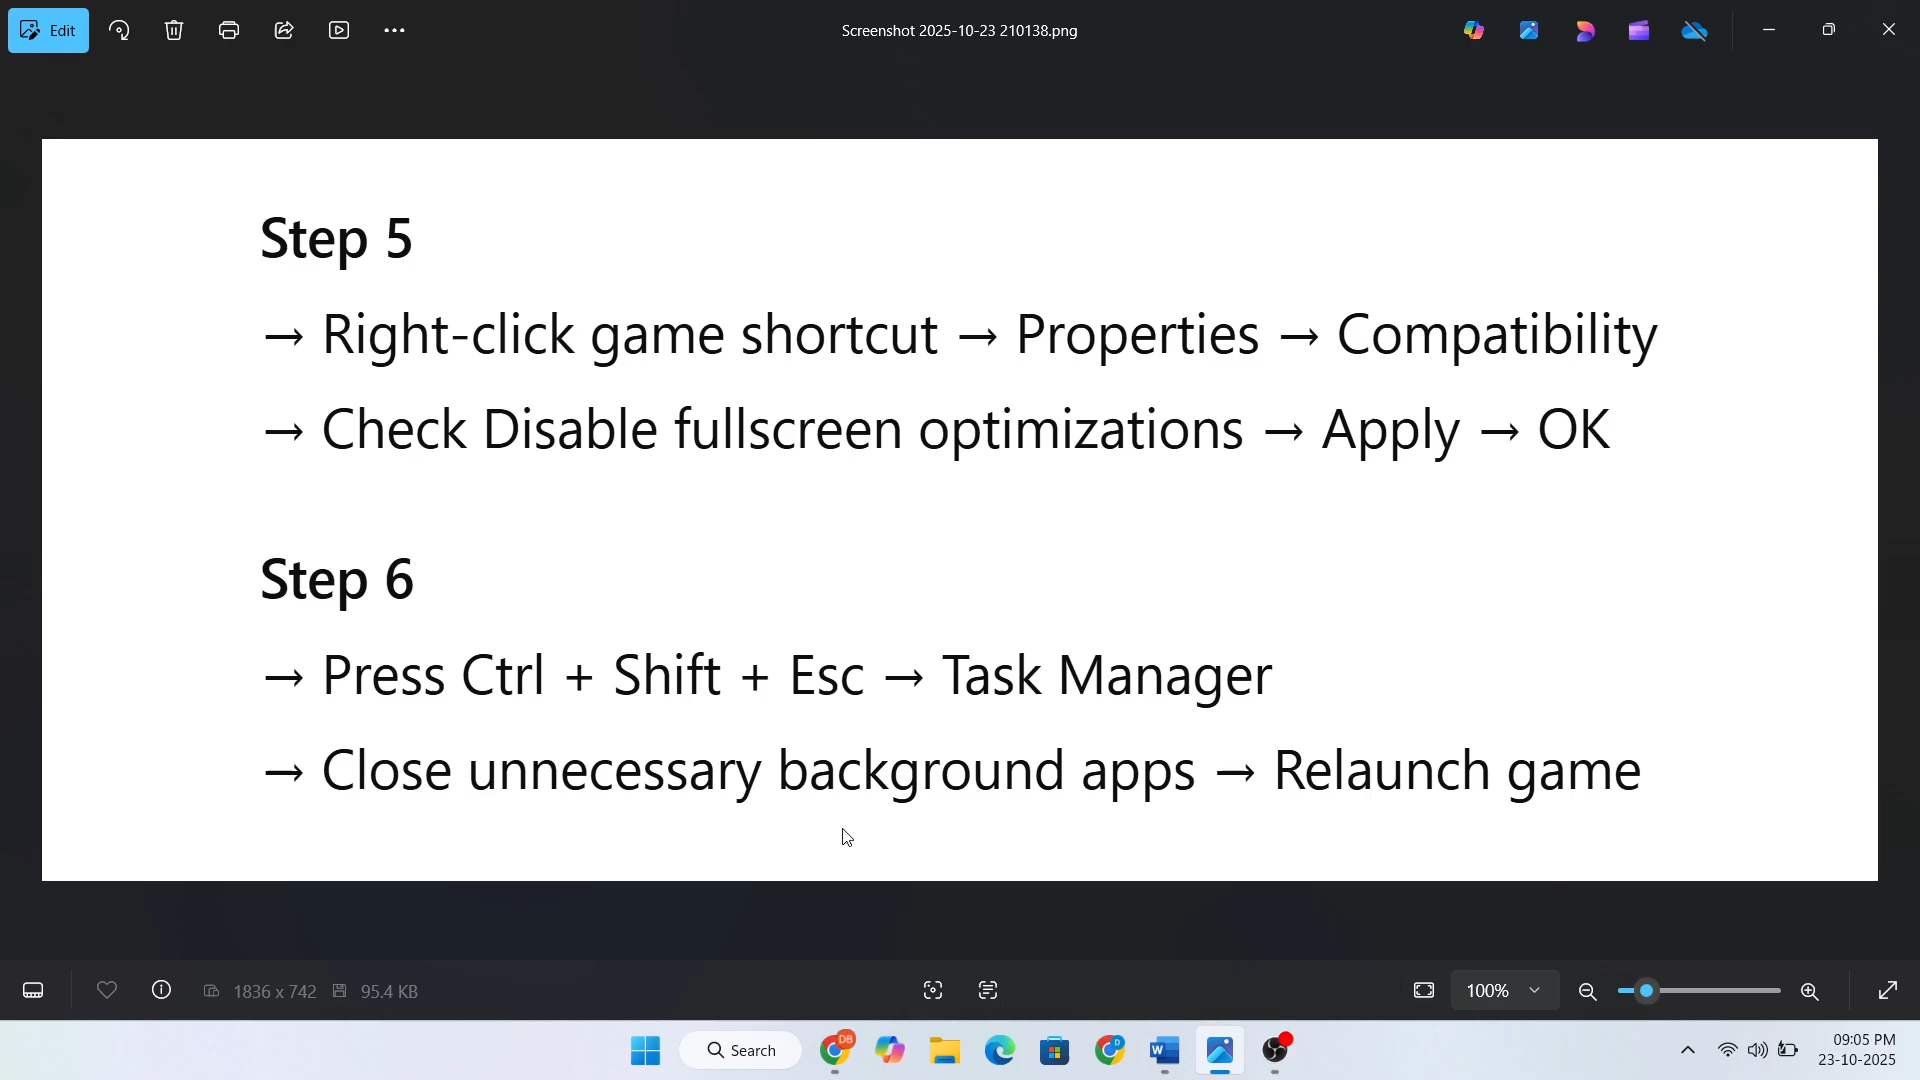 Edit
Screenshot 2025-10-23 210138.png
Step 5
→ Right-click game shortcut → Properties → Compatibility
→ Check Disable fullscreen optimizations → Apply → OK
Step 6
→ Press Ctrl + Shift + Esc → Task Manager
→ Close unnecessary background apps → Relaunch game
1836 x 742 95.4 KB
100%
Search
DB
D
W
09:05 PM
23-10-2025